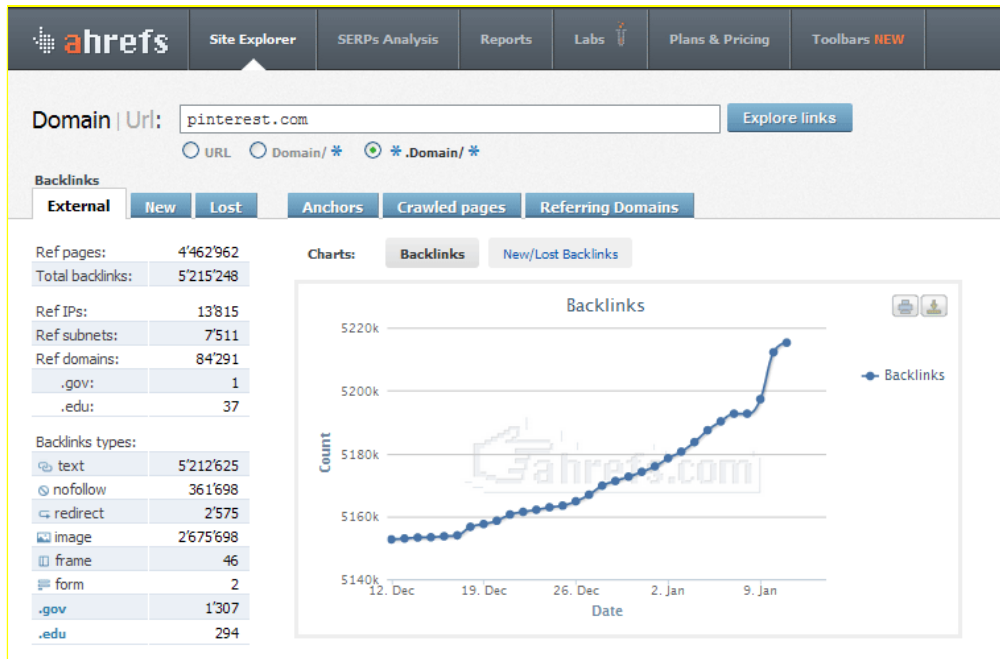 ahrefs Site Explorer SERPs Analysis Reports Labs Plans & Pricing Toolbars NEW
Domain | Url: pinterest.com Explore links
URL Domain/ * *.Domain/ *
Backlinks
External New Lost Anchors Crawled pages Referring Domains
Ref pages: 4'462'962
Total backlinks: 5'215'248
Ref IPs: 13'815
Ref subnets: 7'511
Ref domains: 84'291
.gov: 1
.edu: 37
Backlinks types:
text 5'212'625
nofollow 361'698
redirect 2'575
image 2'675'698
frame 46
form 2
.gov 1'307
.edu 294
Charts: Backlinks New/Lost Backlinks
Backlinks
5220k
5200k
5180k
5160k
5140k
Count
ahrefs.com
Backlinks
12. Dec 19. Dec 26. Dec 2. Jan 9. Jan
Date